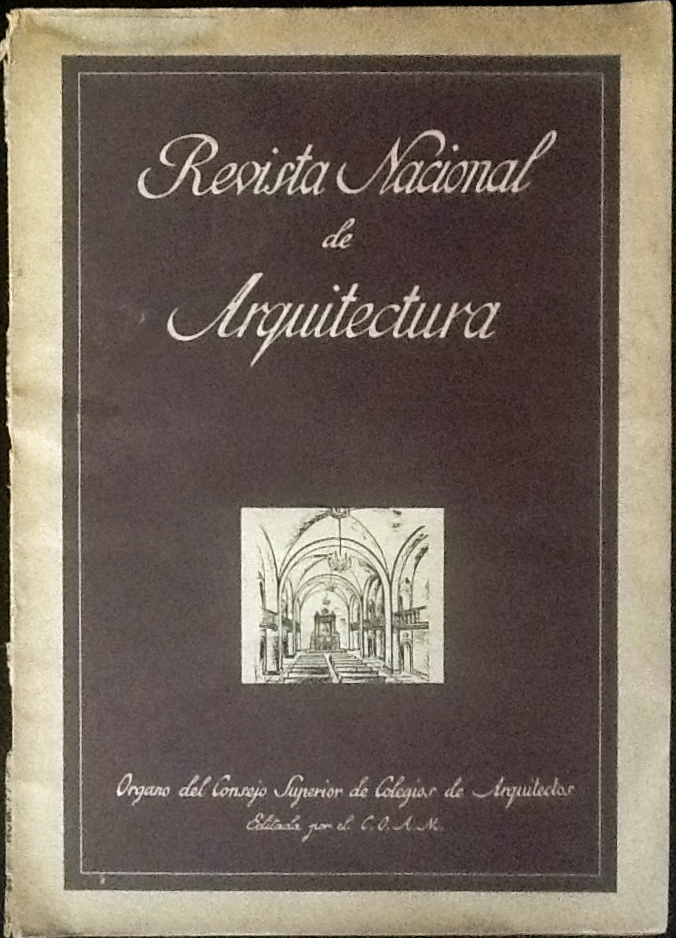 Revista Nacional
de
Arquitectura
Organo del Consejo Superior de Colegios de Arquitectos
Editada por el C. O. A. M.